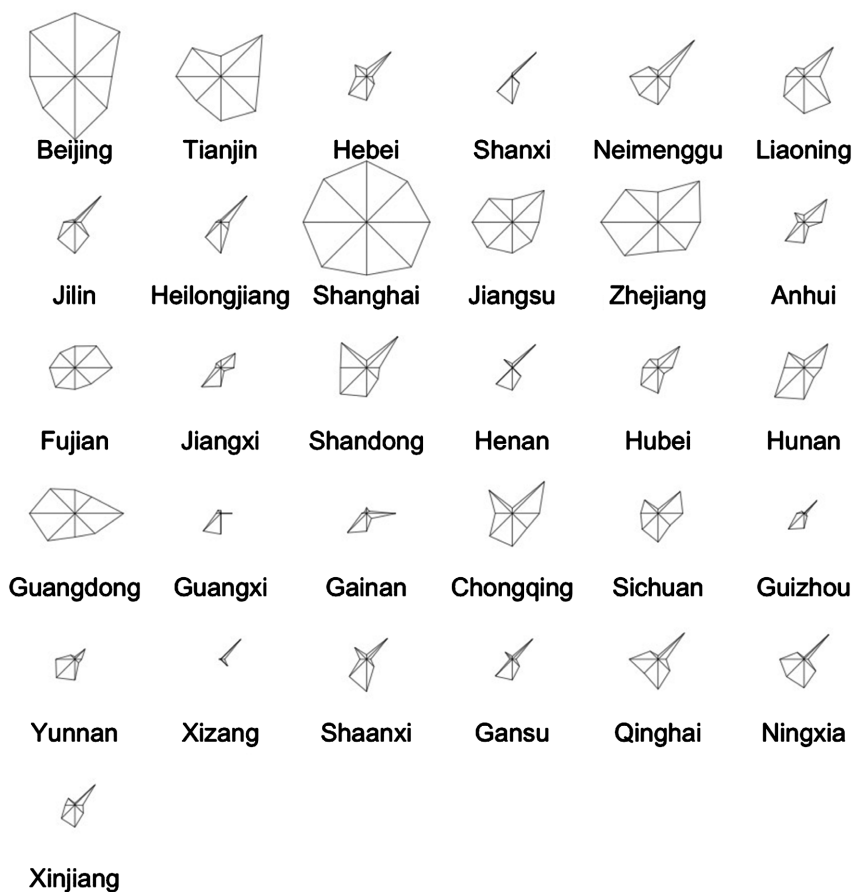 Beijing Tianjin Hebei Shanxi Neimenggu Liaoning
Jilin Heilongjiang Shanghai Jiangsu Zhejiang Anhui
Fujian Jiangxi Shandong Henan Hubei Hunan
Guangdong Guangxi Gainan Chongqing Sichuan Guizhou
Yunnan Xizang Shaanxi Gansu Qinghai Ningxia
Xinjiang